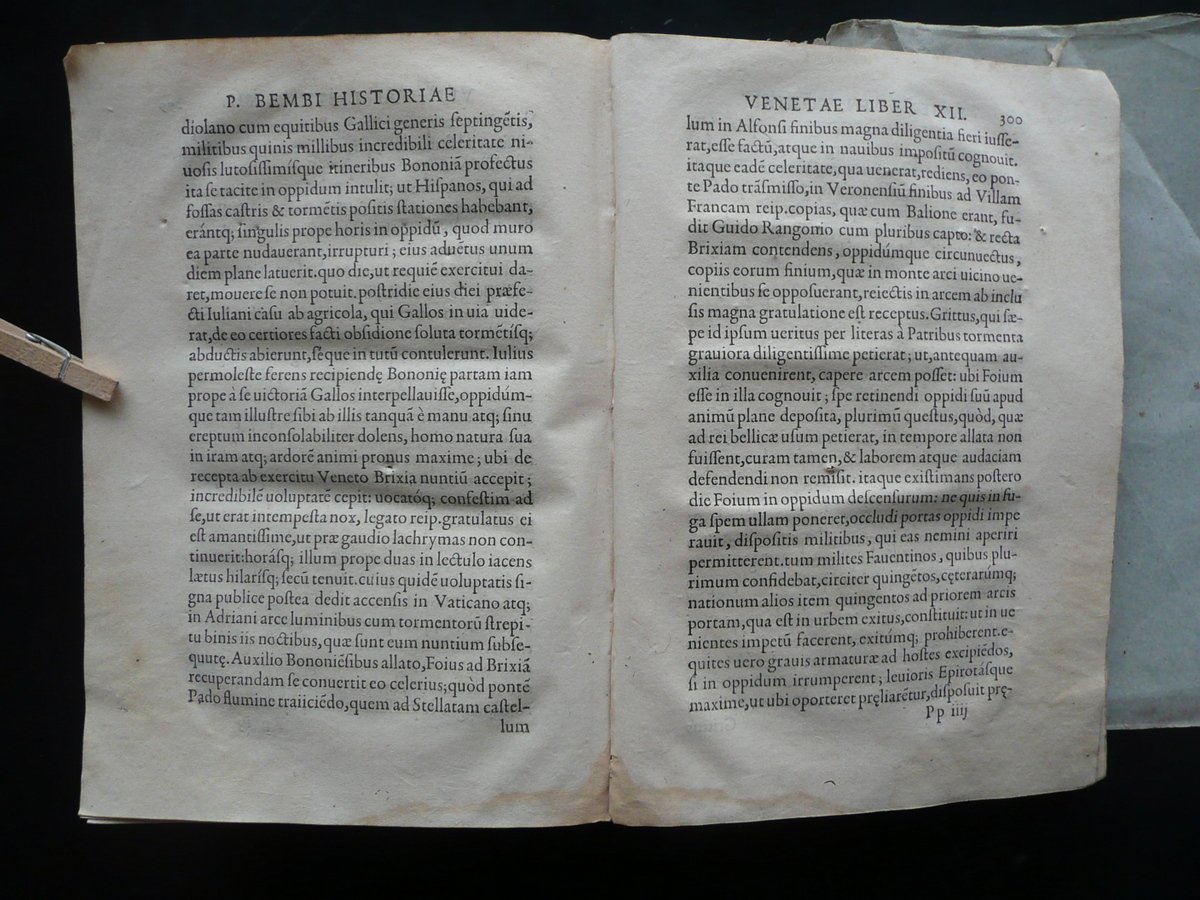 P. BEMBI HISTORIAE
diolano cum equitibus Gallici generis ſeptingẽtis,
militibus quinis millibus incredibili celeritate ni-
uosis lutosissimísque itineribus Bononiã profectus
ita ſe tacite in oppidum intulit; ut Hiſpanos, qui ad
foſſas caſtris & tormẽtis poſitis ſtationes habebant,
erántq; ſingulis prope horis in oppidũ, quod muro
ea parte nudauerant, irrupturi; eius aduẽtus unum
diem plane latuerit. quo die, ut requiẽ exercitui da-
ret, mouere ſe non potuit. poſtridie eius diei præfe-
cti Iuliani caſu ab agricola, qui Gallos in uia uide-
rat, de eo certiores facti obſidione ſoluta tormẽtiſq;
abductis abierunt, ſéque in tutũ contulerunt. Iulius
permoleſte ferens recipiendę Bononię partam iam
prope à ſe uictoriã Gallos interpellauiſſe, oppidúm-
que tam illuſtre ſibi ab illis tanquã è manu atq; ſinu
ereptum inconſolabiliter dolens, homo natura ſua
in iram atq; ardorẽ animi pronus maxime; ubi de
recepta ab exercitu Veneto Brixia nuntiũ accepit;
incredibilẽ uoluptatẽ cepit: uocatóq; confeſtim ad
ſe, ut erat intempeſta nox, legato reip. gratulatus ei
eſt amantiſſime, ut præ gaudio lachrymas non con-
tinuerit: horáſq; illum prope duas in lectulo iacens
lætus hilariſq; ſecũ tenuit. cuius quidẽ uoluptatis ſi-
gna publice poſtea dedit accenſis in Vaticano atq;
in Adriani arce luminibus cum tormentorũ ſtrepi-
tu binis iis noctibus, quæ ſunt eum nuntium ſubſe-
quutę. Auxilio Bononiẽſibus allato, Foius ad Brixiã
recuperandam ſe conuertit eo celerius; quòd pontẽ
Pado flumine traiiciẽdo, quem ad Stellatam caſtel-
lum
VENETAE LIBER XII. 300
lum in Alfonſi finibus magna diligentia fieri iuſſe-
rat, eſſe factũ, atque in nauibus impoſitũ cognouit.
itaque eadẽ celeritate, qua uenerat, rediens, eo pon-
te Pado trãſmiſſo, in Veronenſiũ finibus ad Villam
Francam reip. copias, quæ cum Balione erant, fu-
dit Guido Rangonio cum pluribus capto: & recta
Brixiam contendens, oppidúmque circunuectus,
copiis eorum finium, quæ in monte arci uicino ue-
nientibus ſe oppoſuerant, reiectis in arcem ab inclu
ſis magna gratulatione eſt receptus. Grittus, qui ſæ-
pe id ipſum ueritus per literas à Patribus tormenta
grauiora diligentiſſime petierat; ut, antequam au-
xilia conuenirent, capere arcem poſſet: ubi Foium
eſſe in illa cognouit; ſpe retinendi oppidi ſuũ apud
animũ plane depoſita, plurimũ queſtus, quòd, quæ
ad rei bellicæ uſum petierat, in tempore allata non
fuiſſent, curam tamen, & laborem atque audaciam
defendendi non remiſit. itaque exiſtimans poſtero
die Foium in oppidum deſcenſurum: ne quis in fu-
ga ſpem ullam poneret, occludi portas oppidi impe
rauit, diſpoſitis militibus, qui eas nemini aperiri
permitterent. tum milites Fauentinos, quibus plu-
rimum confidebat, circiter quingẽtos, cęterarúmq;
nationum alios item quingentos ad priorem arcis
portam, qua eſt in urbem exitus, conſtituit: ut in ue
nientes impetũ facerent, exitúmq; prohiberent. e-
quites uero grauis armaturæ ad hoſtes excipiẽdos,
ſi in oppidum irrumperent; leuioris Epirotáſque
maxime, ut ubi oporteret pręliarẽtur, diſpoſuit prę-
Pp iiij